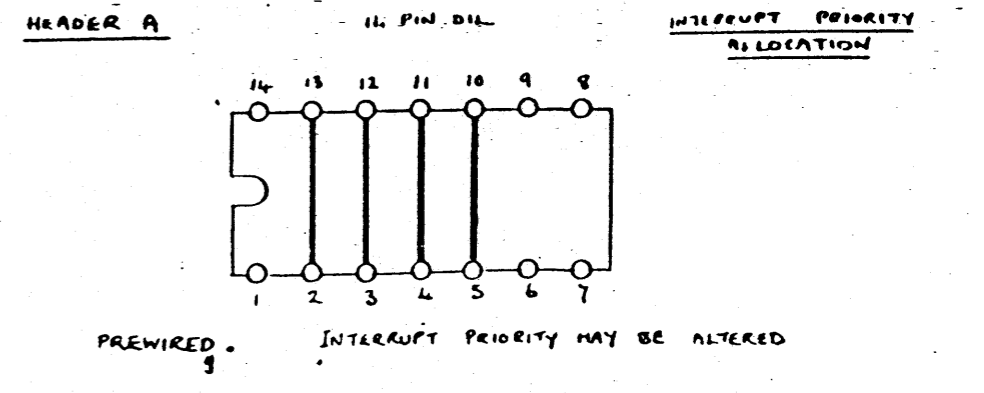 HEADER A
14 PIN DIL
INTERRUPT PRIORITY
ALLOCATION
14 13 12 11 10 9 8
1 2 3 4 5 6 7
PREWIRED. INTERRUPT PRIORITY MAY BE ALTERED